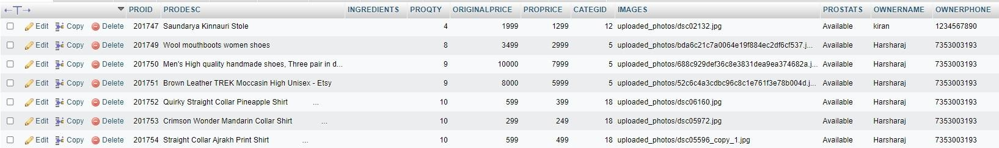 ←T→ PROID PRODESC INGREDIENTS PROQTY ORIGINALPRICE PROPRICE CATEGID IMAGES PROSTATS OWNERNAME OWNERPHONE
Edit Copy Delete 201747 Saundarya Kinnauri Stole 4 1999 1299 12 uploaded_photos/dsc02132.jpg Available kiran 1234567890
Edit Copy Delete 201749 Wool mouthboots women shoes 8 3499 2999 5 uploaded_photos/bda6c21c7a0064e19f884ec2df6cf537.j... Available Harsharaj 7353003193
Edit Copy Delete 201750 Men's High quality handmade shoes, Three pair in d... 9 10000 7999 5 uploaded_photos/688c929def36c8e3831dea9ea374682a.j... Available Harsharaj 7353003193
Edit Copy Delete 201751 Brown Leather TREK Moccasin High Unisex - Etsy 9 8000 5999 5 uploaded_photos/52c6c4a3cdbc96c8c1e761f3e78b004d.j... Available Harsharaj 7353003193
Edit Copy Delete 201752 Quirky Straight Collar Pineapple Shirt ... 10 599 399 18 uploaded_photos/dsc06160.jpg Available Harsharaj 7353003193
Edit Copy Delete 201753 Crimson Wonder Mandarin Collar Shirt ... 10 299 249 18 uploaded_photos/dsc05972.jpg Available Harsharaj 7353003193
Edit Copy Delete 201754 Straight Collar Ajrakh Print Shirt ... 10 599 499 18 uploaded_photos/dsc05596_copy_1.jpg Available Harsharaj 7353003193